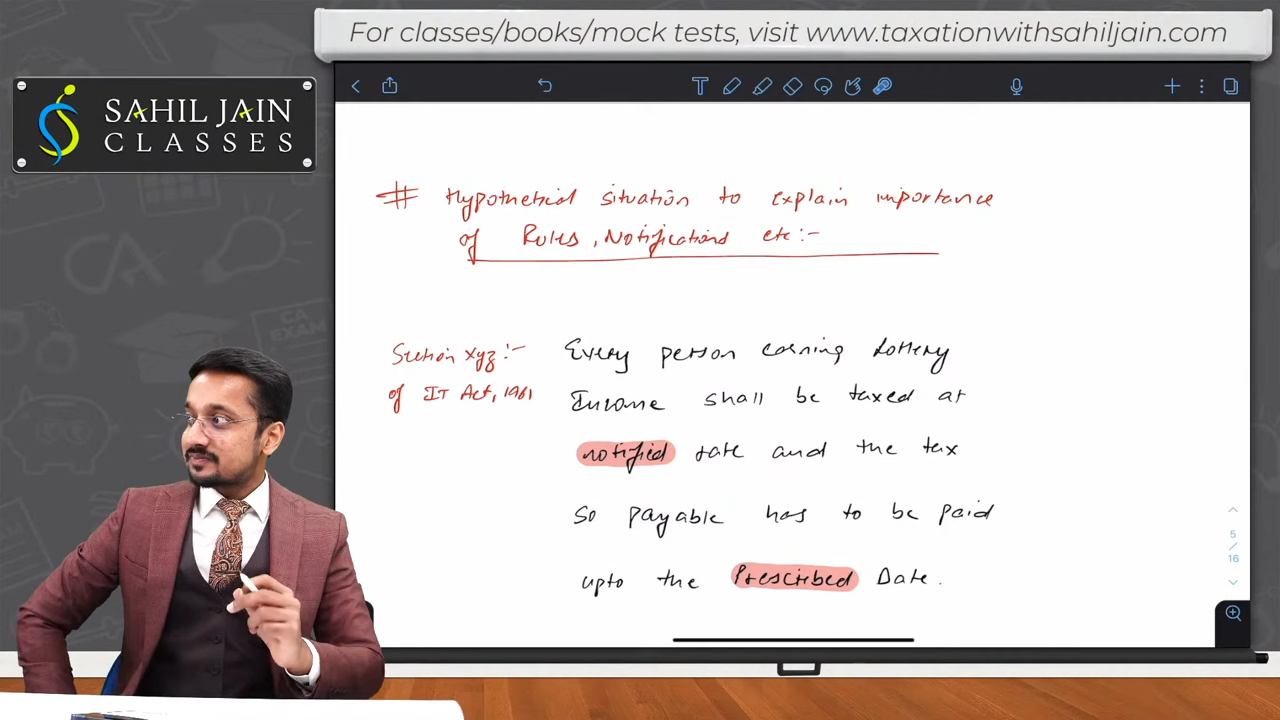 For classes/books/mock tests, visit www.taxationwithsahiljain.com
SAHIL JAIN
CLASSES
# Hypothetical situation to explain importance
of Rules, Notifications etc:-
Section xyz:-
of IT Act, 1961
Every person earning Lottery
Income shall be taxed at
notified rate and the tax
so payable has to be paid
upto the Prescribed Date.
5
/
16